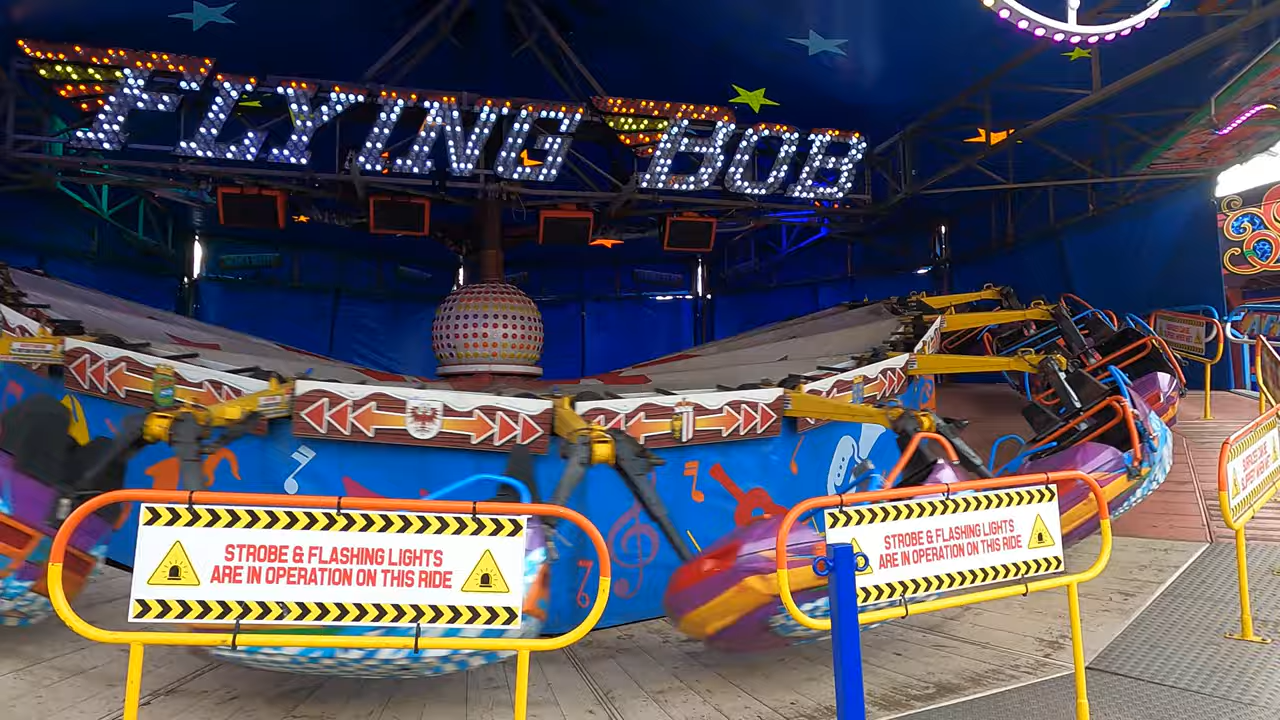 FLYING BOB
STROBE & FLASHING LIGHTS
ARE IN OPERATION ON THIS RIDE
STROBE & FLASHING LIGHTS
ARE IN OPERATION ON THIS RIDE